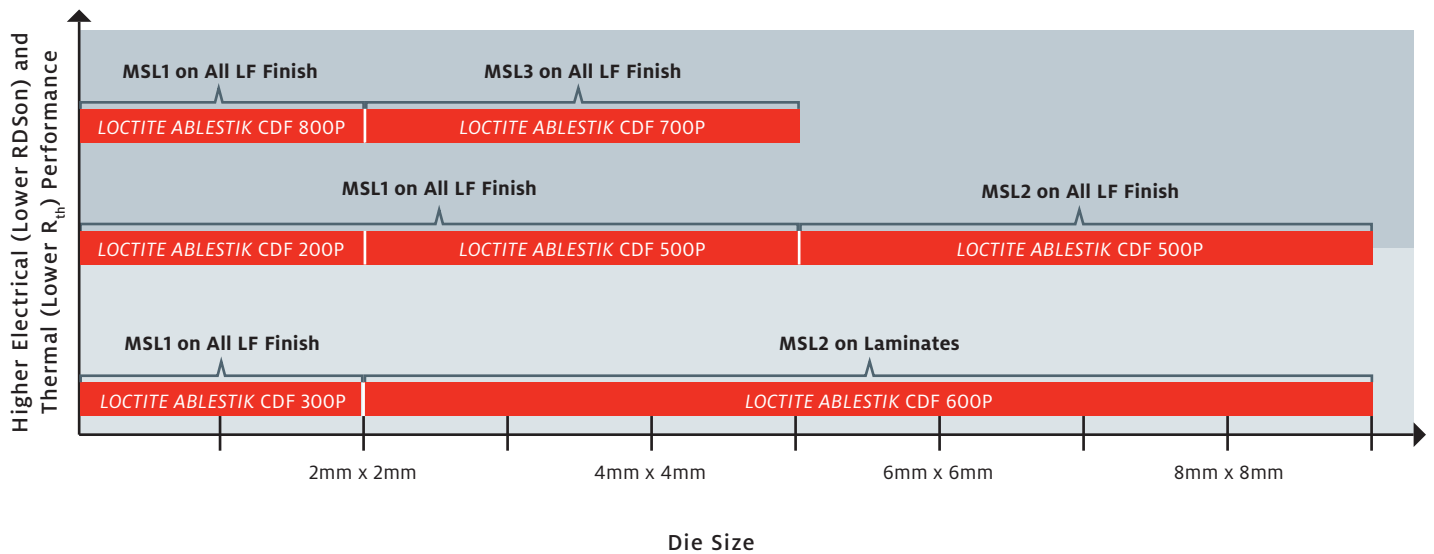 Higher Electrical (Lower RDSon) and
Thermal (Lower Rth) Performance
MSL1 on All LF Finish
MSL3 on All LF Finish
LOCTITE ABLESTIK CDF 800P
LOCTITE ABLESTIK CDF 700P
MSL1 on All LF Finish
MSL2 on All LF Finish
LOCTITE ABLESTIK CDF 200P
LOCTITE ABLESTIK CDF 500P
LOCTITE ABLESTIK CDF 500P
MSL1 on All LF Finish
MSL2 on Laminates
LOCTITE ABLESTIK CDF 300P
LOCTITE ABLESTIK CDF 600P
2mm x 2mm
4mm x 4mm
6mm x 6mm
8mm x 8mm
Die Size